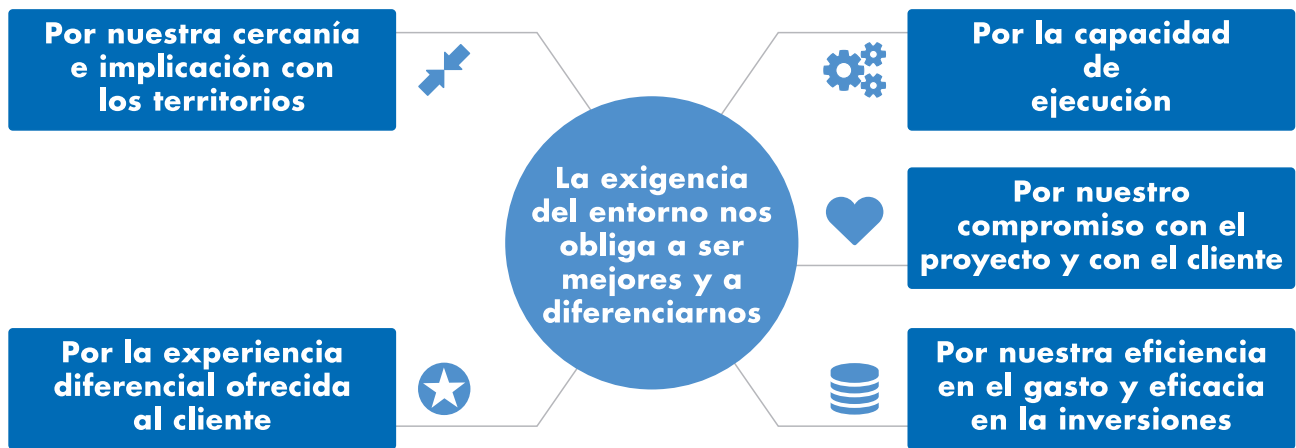 Por nuestra cercanía
e implicación con
los territorios
Por la capacidad
de
ejecución
La exigencia
del entorno nos
obliga a ser
mejores y a
diferenciarnos
Por nuestro
compromiso con el
proyecto y con el cliente
Por la experiencia
diferencial ofrecida
al cliente
Por nuestra eficiencia
en el gasto y eficacia
en la inversiones